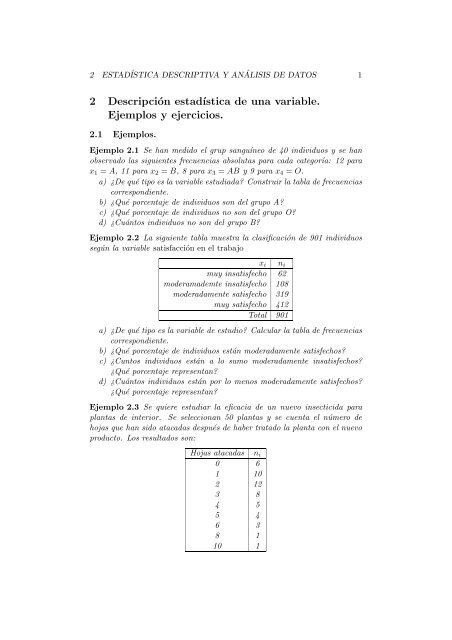 2 ESTADÍSTICA DESCRIPTIVA Y ANÁLISIS DE DATOS 1
2 Descripción estadística de una variable.
Ejemplos y ejercicios.
2.1 Ejemplos.
Ejemplo 2.1 Se han medido el grup sanguíneo de 40 individuos y se han
observado las siguientes frecuencias absolutas para cada categoría: 12 para
x₁ = A, 11 para x₂ = B, 8 para x₃ = AB y 9 para x₄ = O.
a) ¿De qué tipo es la variable estudiada? Construir la tabla de frecuencias
correspondiente.
b) ¿Qué porcentaje de individuos son del grupo A?
c) ¿Qué porcentaje de individuos no son del grupo O?
d) ¿Cuántos individuos no son del grupo B?
Ejemplo 2.2 La siguiente tabla muestra la clasificación de 901 individuos
según la variable satisfacción en el trabajo
xᵢ nᵢ
muy insatisfecho 62
moderamademte insatisfecho 108
moderadamente satisfecho 319
muy satisfecho 412
Total 901
a) ¿De qué tipo es la variable de estudio? Calcular la tabla de frecuencias
correspondiente.
b) ¿Qué porcentaje de individuos están moderadamente satisfechos?
c) ¿Cuntos individuos están a lo sumo moderadamente insatisfechos?
¿Qué porcentaje representan?
d) ¿Cuántos individuos están por lo menos moderadamente satisfechos?
¿Qué porcentaje representan?
Ejemplo 2.3 Se quiere estudiar la eficacia de un nuevo insecticida para
plantas de interior. Se seleccionan 50 plantas y se cuenta el número de
hojas que han sido atacadas después de haber tratado la planta con el nuevo
producto. Los resultados son:
Hojas atacadas nᵢ
0 6
1 10
2 12
3 8
4 5
5 4
6 3
8 1
10 1